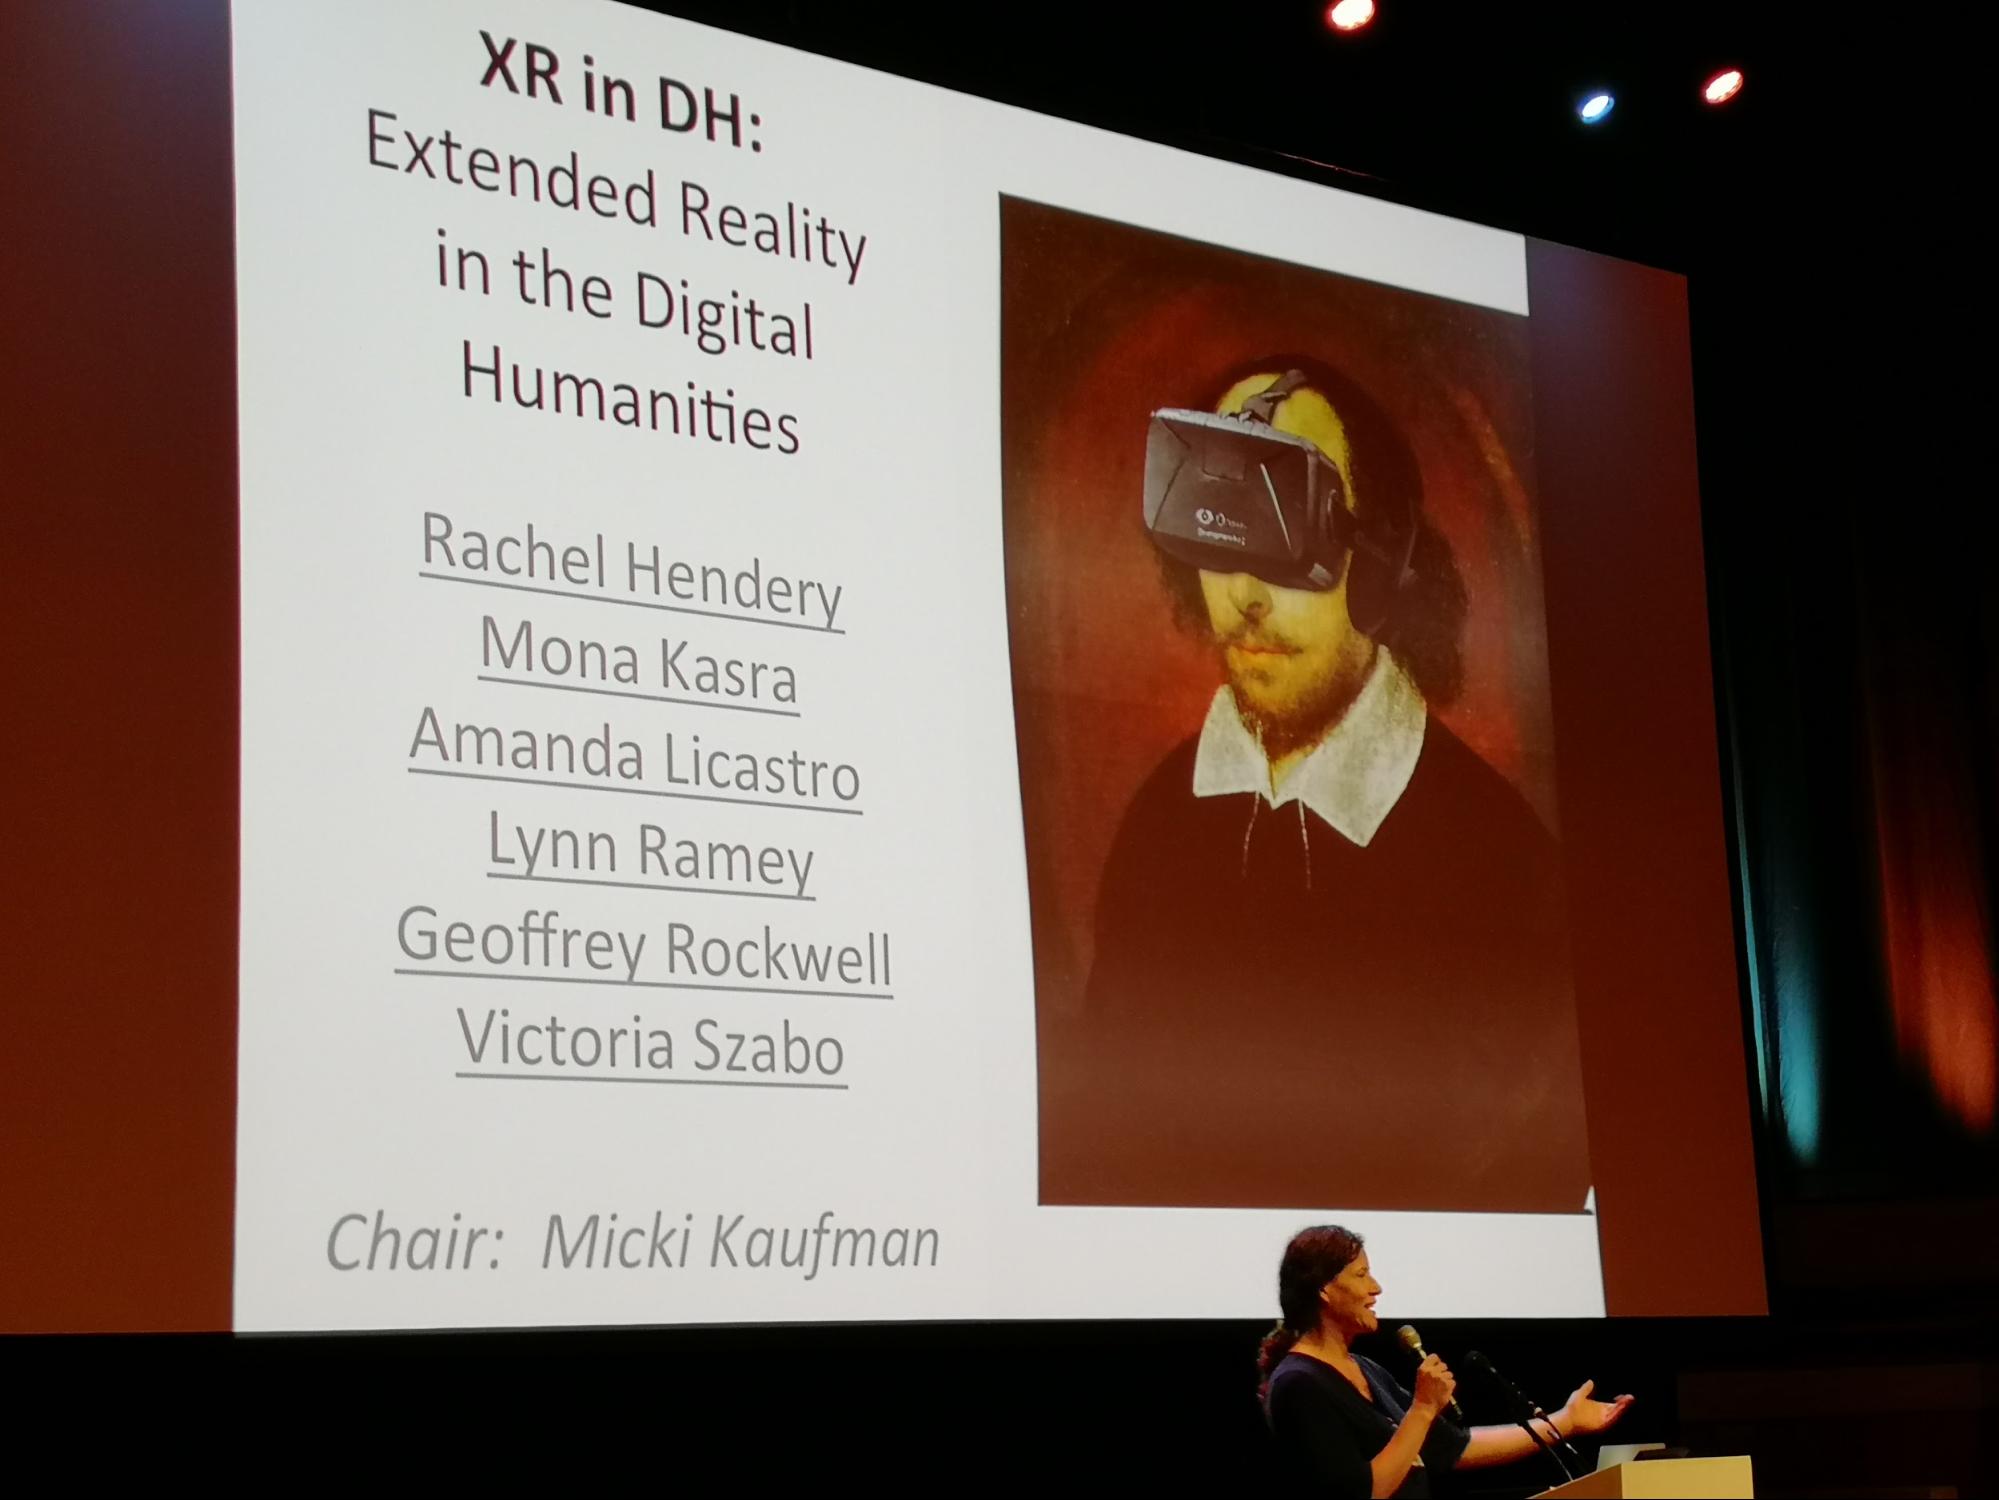 XR in DH:
Extended Reality
in the Digital
Humanities
Rachel Hendery
Mona Kasra
Amanda Licastro
Lynn Ramey
Geoffrey Rockwell
Victoria Szabo
Chair: Micki Kaufman